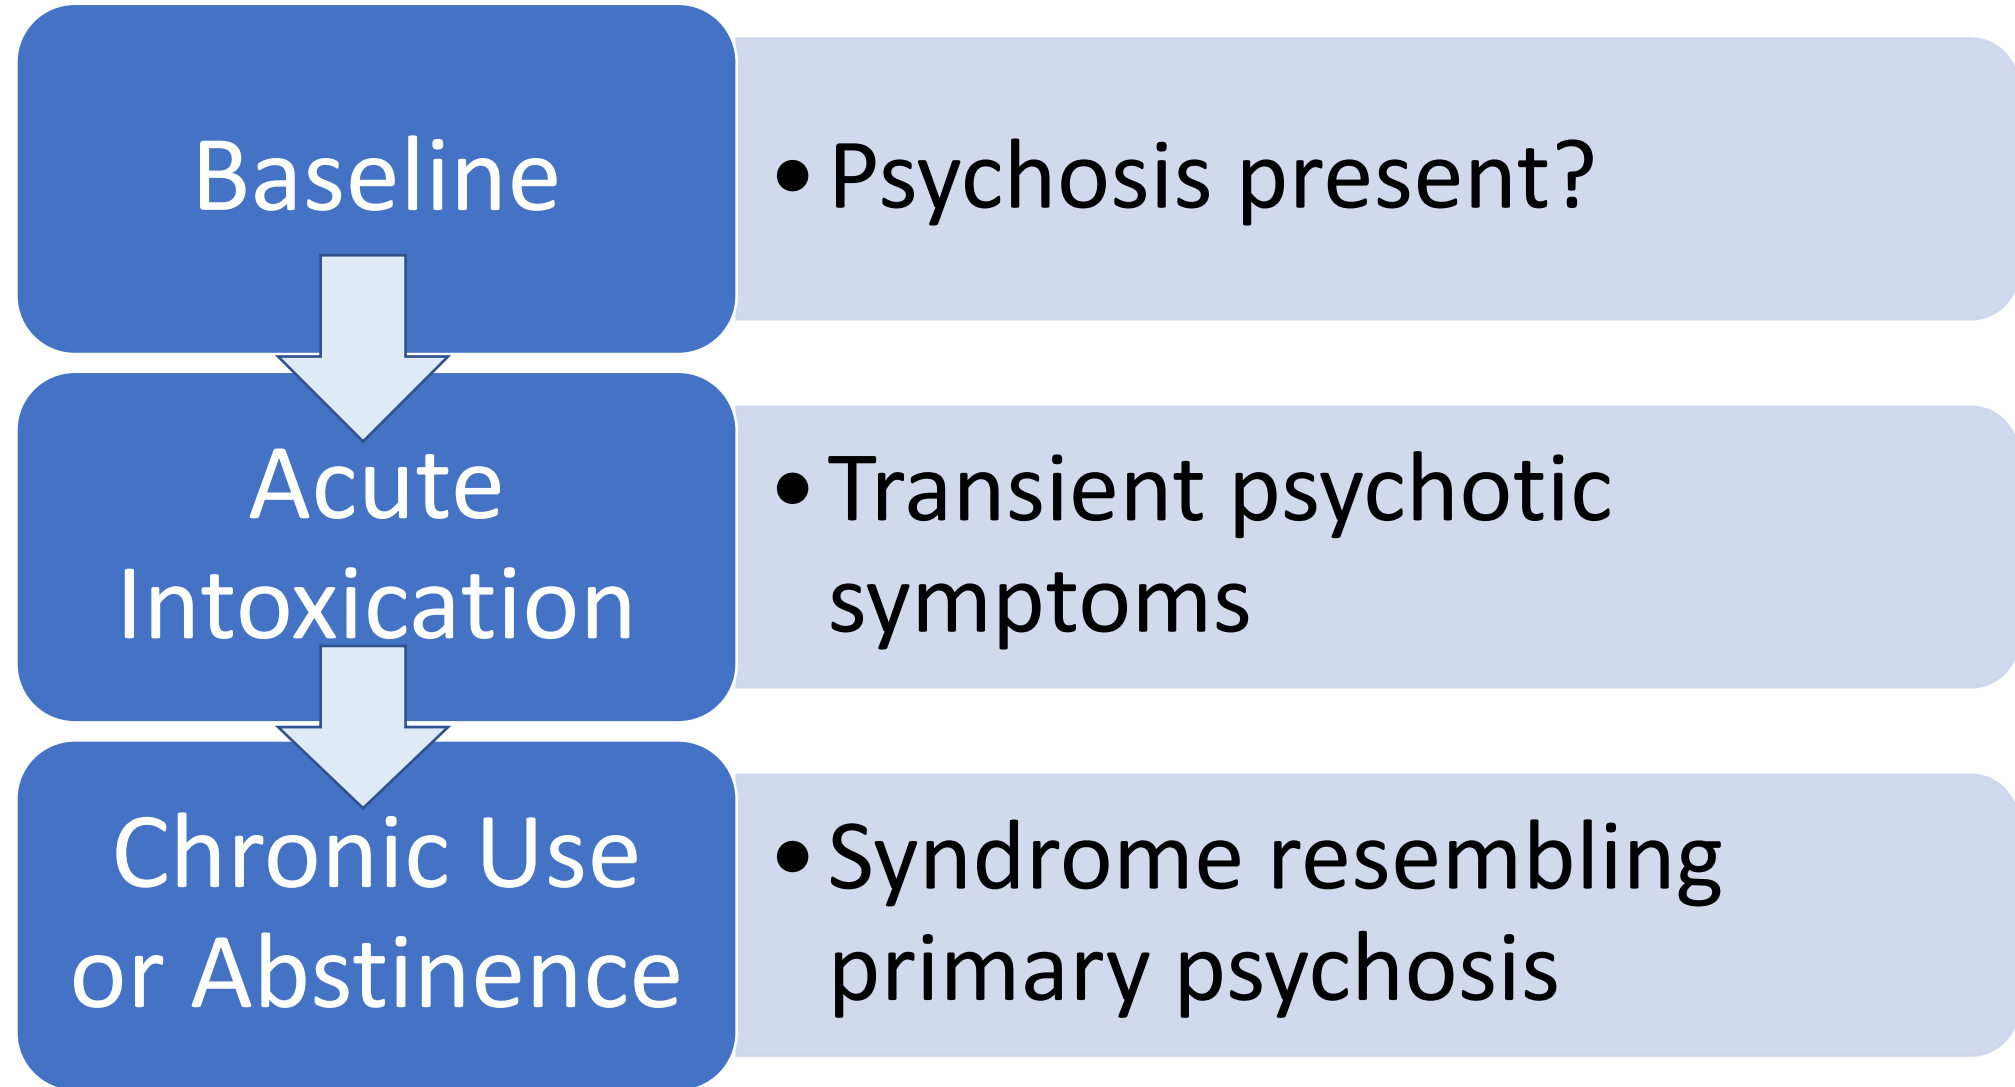 Baseline
• Psychosis present?
Acute
Intoxication
• Transient psychotic
symptoms
Chronic Use
or Abstinence
• Syndrome resembling
primary psychosis